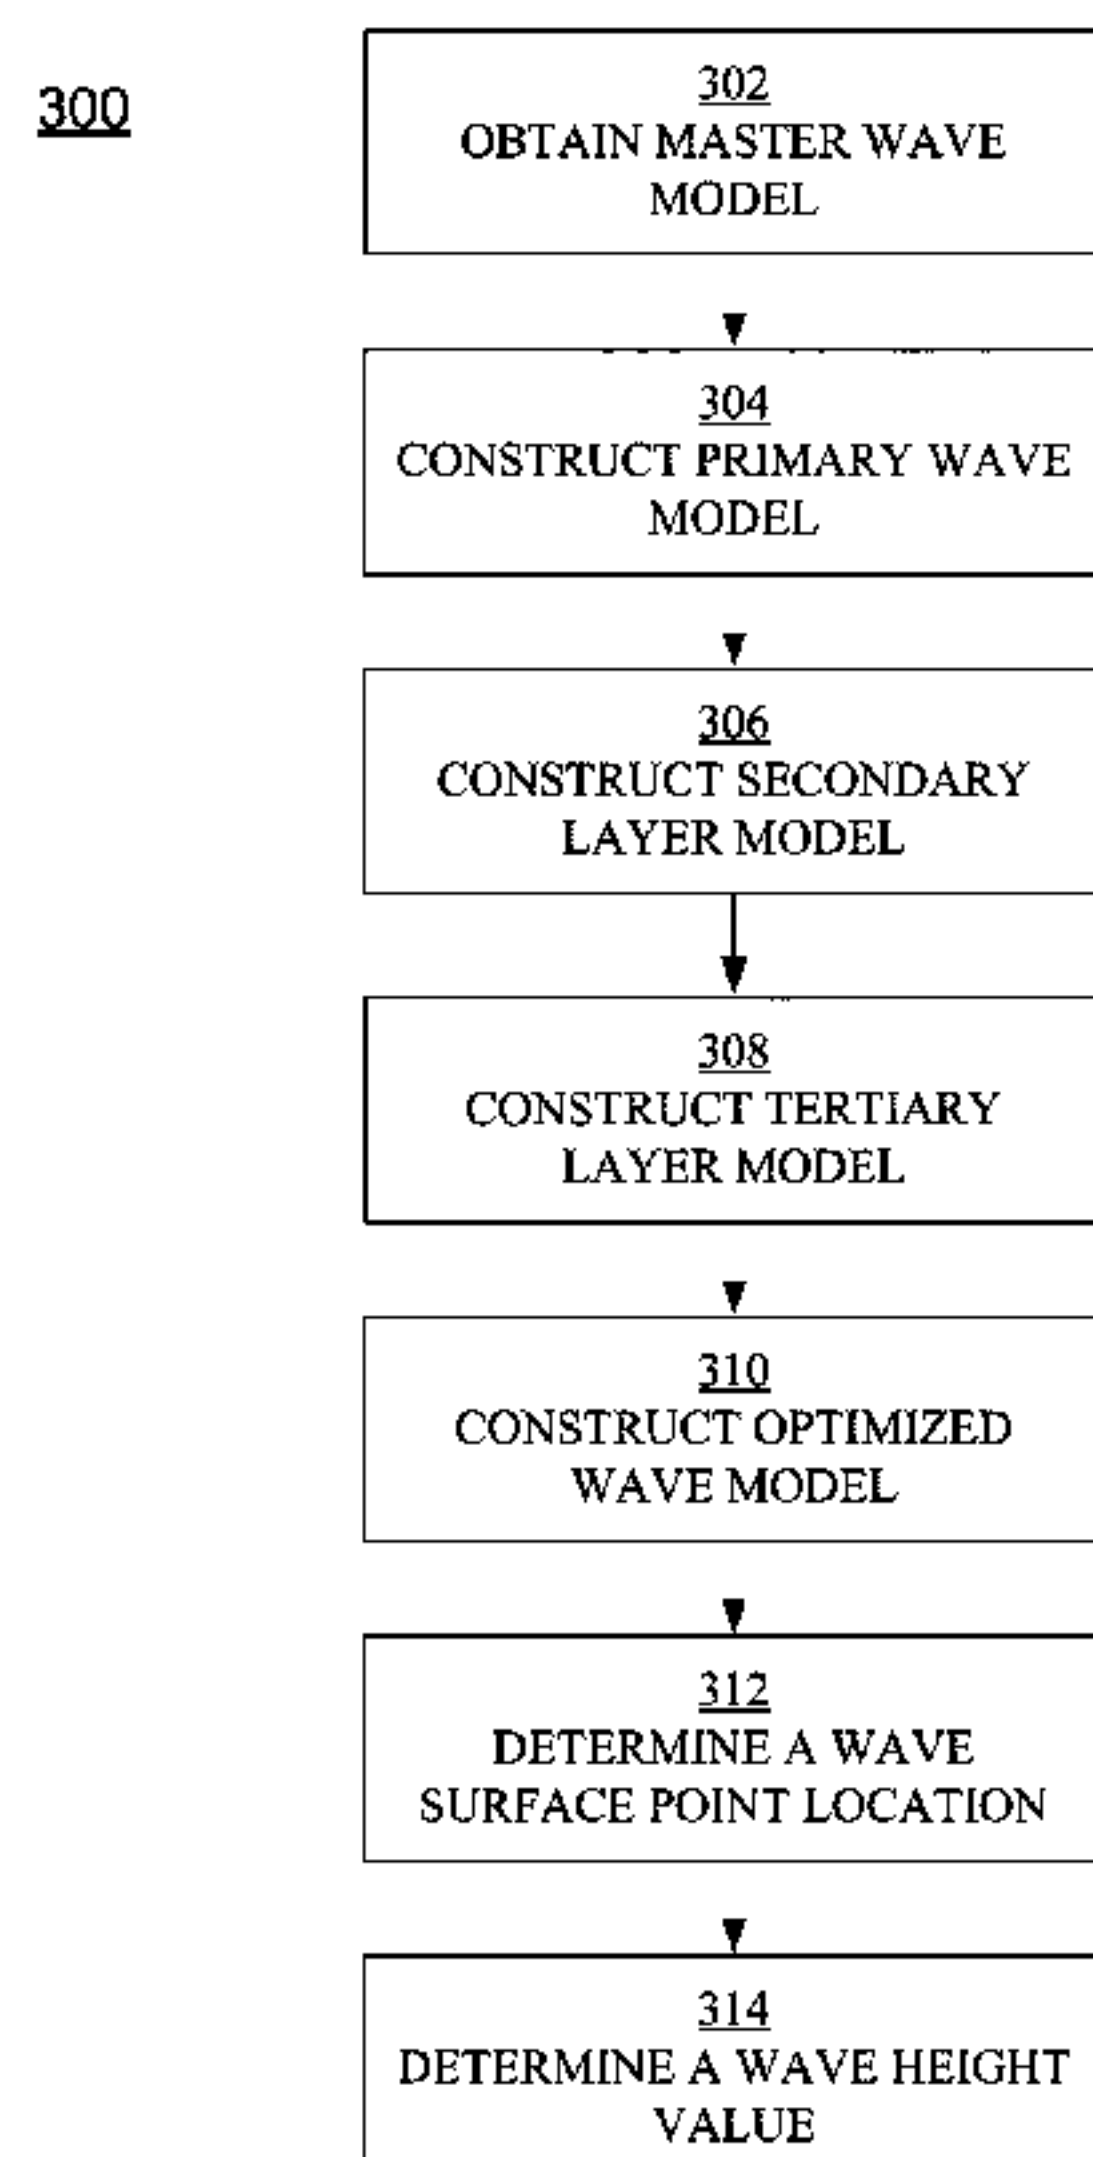 300
302
OBTAIN MASTER WAVE
MODEL
304
CONSTRUCT PRIMARY WAVE
MODEL
306
CONSTRUCT SECONDARY
LAYER MODEL
308
CONSTRUCT TERTIARY
LAYER MODEL
310
CONSTRUCT OPTIMIZED
WAVE MODEL
312
DETERMINE A WAVE
SURFACE POINT LOCATION
314
DETERMINE A WAVE HEIGHT
VALUE